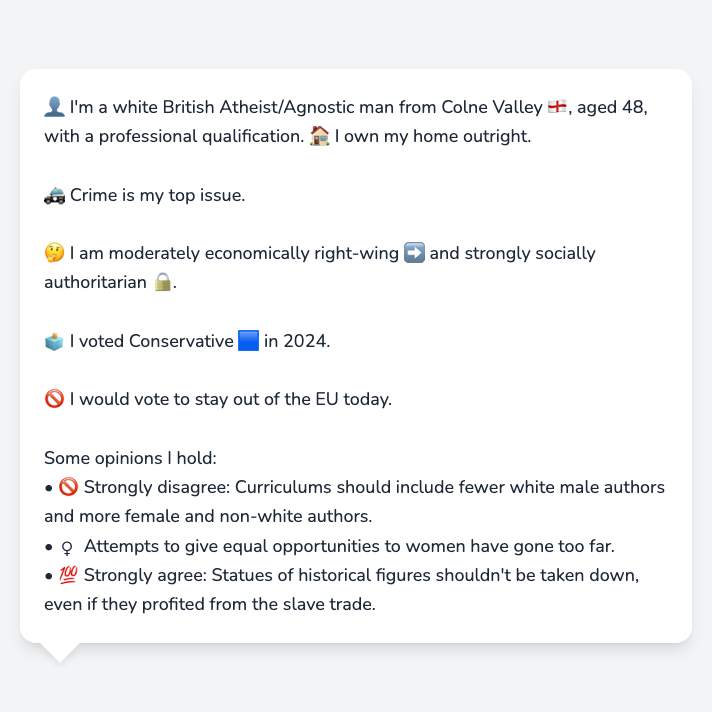 👤 I'm a white British Atheist/Agnostic man from Colne Valley 🏴󠁧󠁢󠁥󠁮󠁧󠁿, aged 48,
with a professional qualification. 🏠 I own my home outright.
🚓 Crime is my top issue.
🤔 I am moderately economically right-wing ➡️ and strongly socially
authoritarian 🔒.
🗳️ I voted Conservative 🟦 in 2024.
🚫 I would vote to stay out of the EU today.
Some opinions I hold:
• 🚫 Strongly disagree: Curriculums should include fewer white male authors
and more female and non-white authors.
• ♀ Attempts to give equal opportunities to women have gone too far.
• 💯 Strongly agree: Statues of historical figures shouldn't be taken down,
even if they profited from the slave trade.